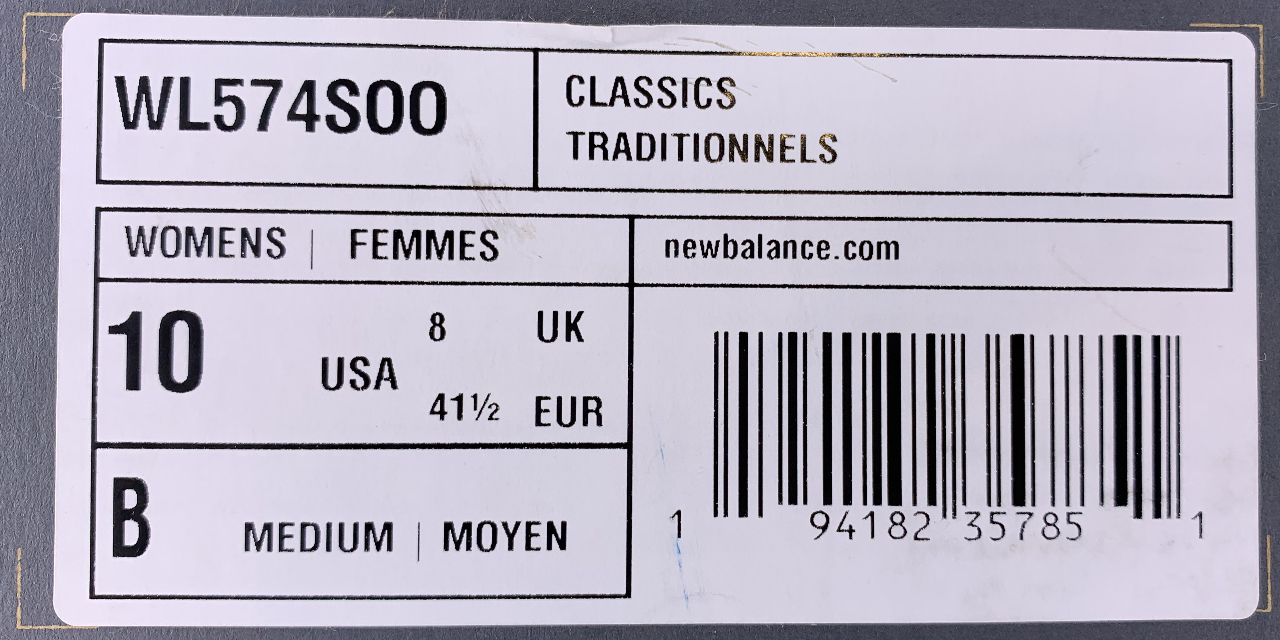 WL574SOO
CLASSICS
TRADITIONNELS
WOMENS | FEMMES
newbalance.com
10 USA
8 UK
41½ EUR
B MEDIUM | MOYEN
1 94182 35785 1